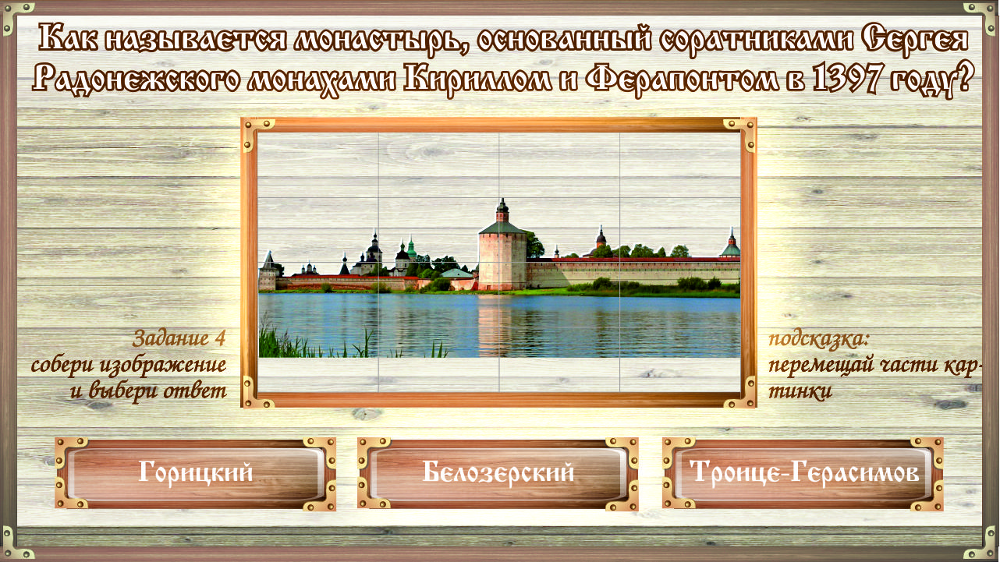 Как называется монастырь, основанный соратниками Сергея
Радонежского монахами Кириллом и Ферапонтом в 1397 году?
Задание 4
собери изображение
и выбери ответ
подсказка:
перемещай части кар-
тинки
Горицкий
Белозерский
Троице-Герасимов